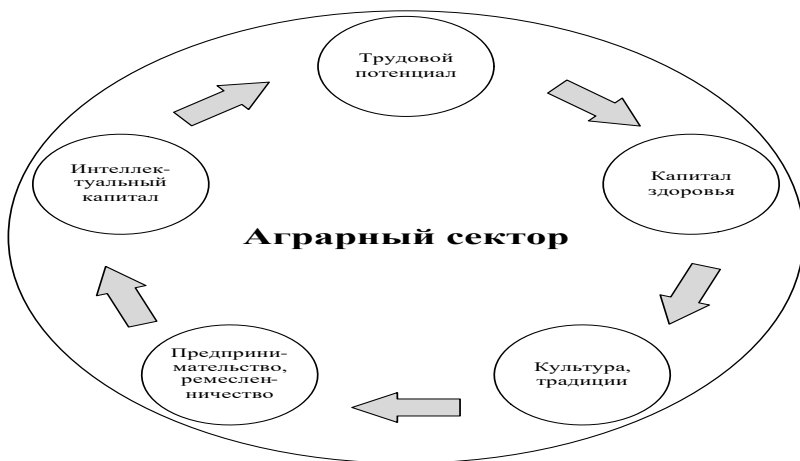 Трудовой
потенциал
Интеллек-
туальный
капитал
Капитал
здоровья
Аграрный сектор
Предприни-
мательство,
ремеслен-
ничество
Культура,
традиции